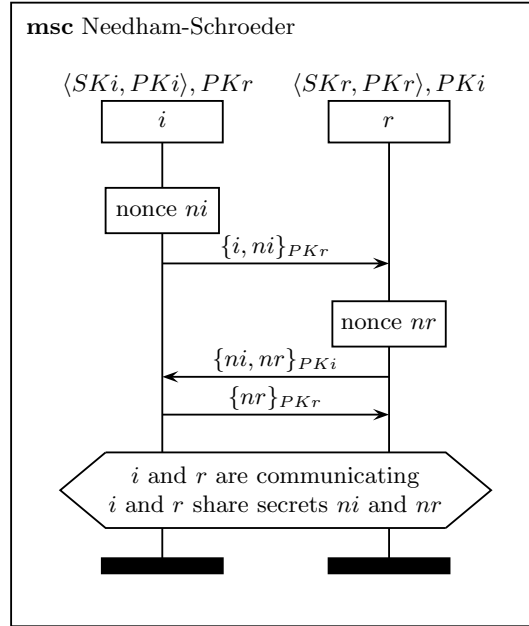 msc Needham-Schroeder
⟨SKi, PKi⟩, PKr
⟨SKr, PKr⟩, PKi
i
r
nonce ni
{i, ni}PKr
nonce nr
{ni, nr}PKi
{nr}PKr
i and r are communicating
i and r share secrets ni and nr